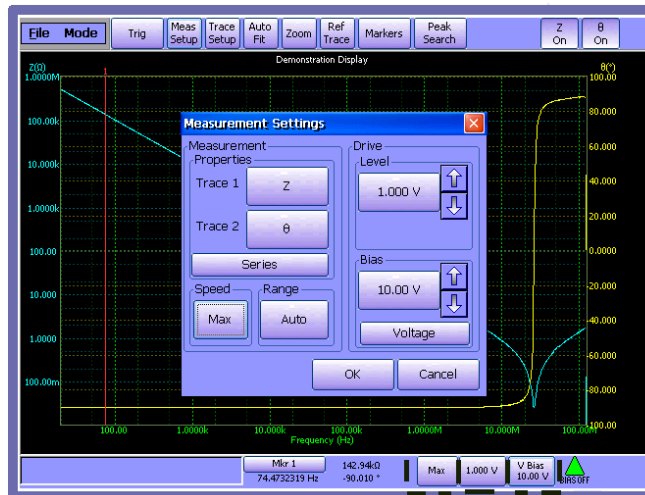 File Mode Trig Meas Setup Trace Setup Auto Fit Zoom Ref Trace Markers Peak Search Z On θ On
Demonstration Display
Z(Ω) θ(°)
1.0000M 1 100.00
100.00k 80.000
Measurement Settings
60.000
Measurement Drive
Properties Level
10.000k Trace 1 Z 1.000 V 40.000
1.0000k Trace 2 θ 20.000
100.00 0.0000
Series Bias
Speed Range
10.000 Max Auto 10.00 V -20.000
-40.000
1.0000 Voltage
-60.000
100.00m OK Cancel -80.000
-100.00
100.00 1.0000k 10.000k 100.00k 1.0000M 10.000M 100.00M
Frequency (Hz)
Mkr 1 142.94kΩ Max 1.000 V V Bias
74.4732319 Hz -90.010 ° 10.00 V BIAS OFF